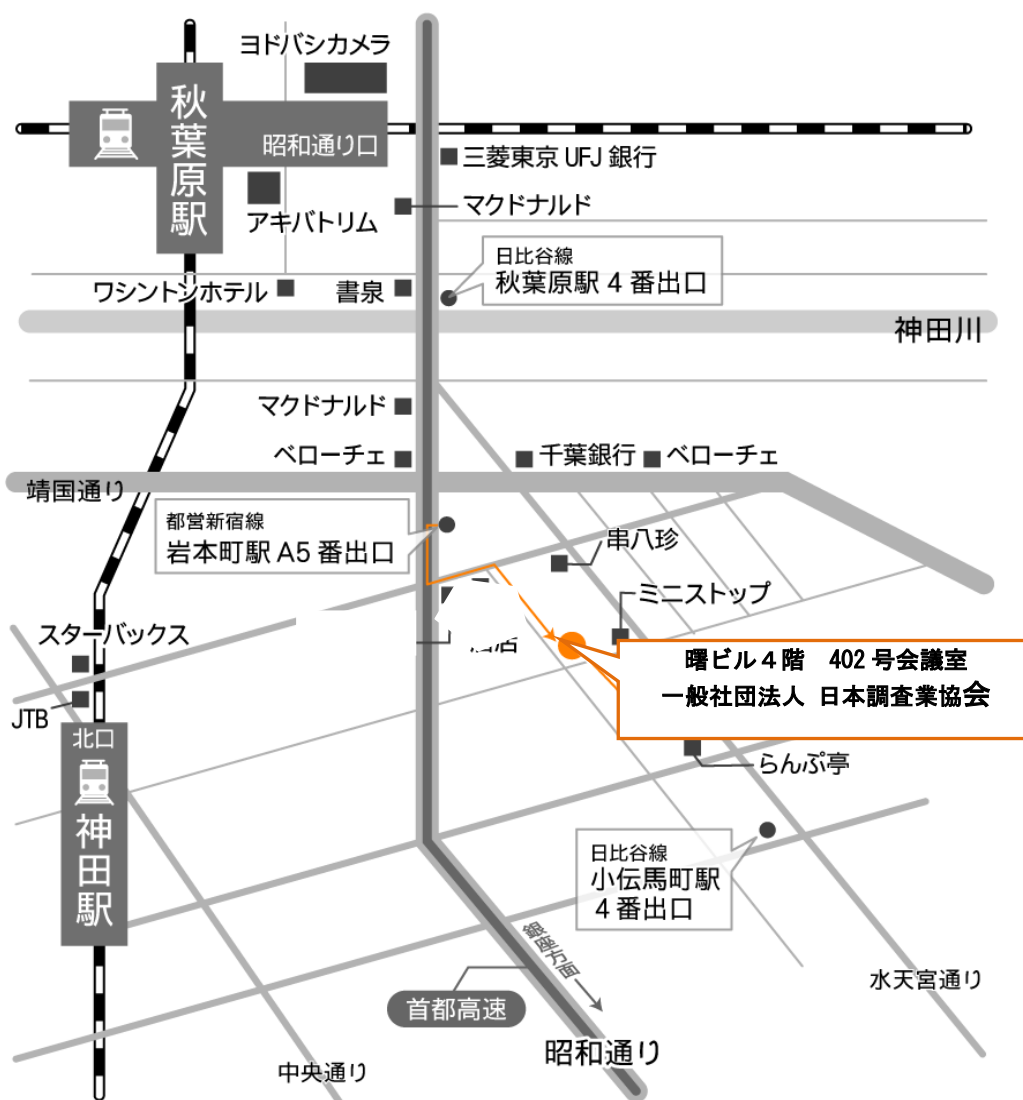 ヨドバシカメラ
秋葉原駅
昭和通り口
三菱東京 UFJ 銀行
アキバトリム
マクドナルド
日比谷線
秋葉原駅 4 番出口
ワシントンホテル
書泉
神田川
マクドナルド
ベローチェ
千葉銀行
ベローチェ
靖国通り
都営新宿線
岩本町駅 A5 番出口
串八珍
ミニストップ
スターバックス
曙ビル４階　402 号会議室
一般社団法人 日本調査業協会
JTB
北口
神田駅
らんぷ亭
日比谷線
小伝馬町駅
4 番出口
銀座方面
水天宮通り
首都高速
昭和通り
中央通り